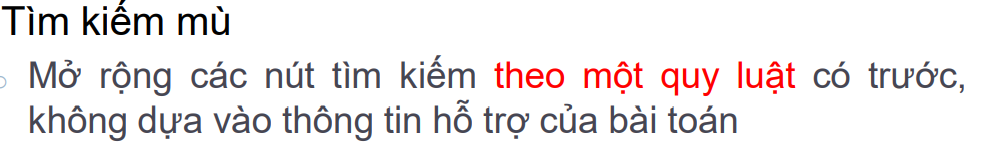 Tìm kiếm mù
Mở rộng các nút tìm kiếm theo một quy luật có trước,
không dựa vào thông tin hỗ trợ của bài toán